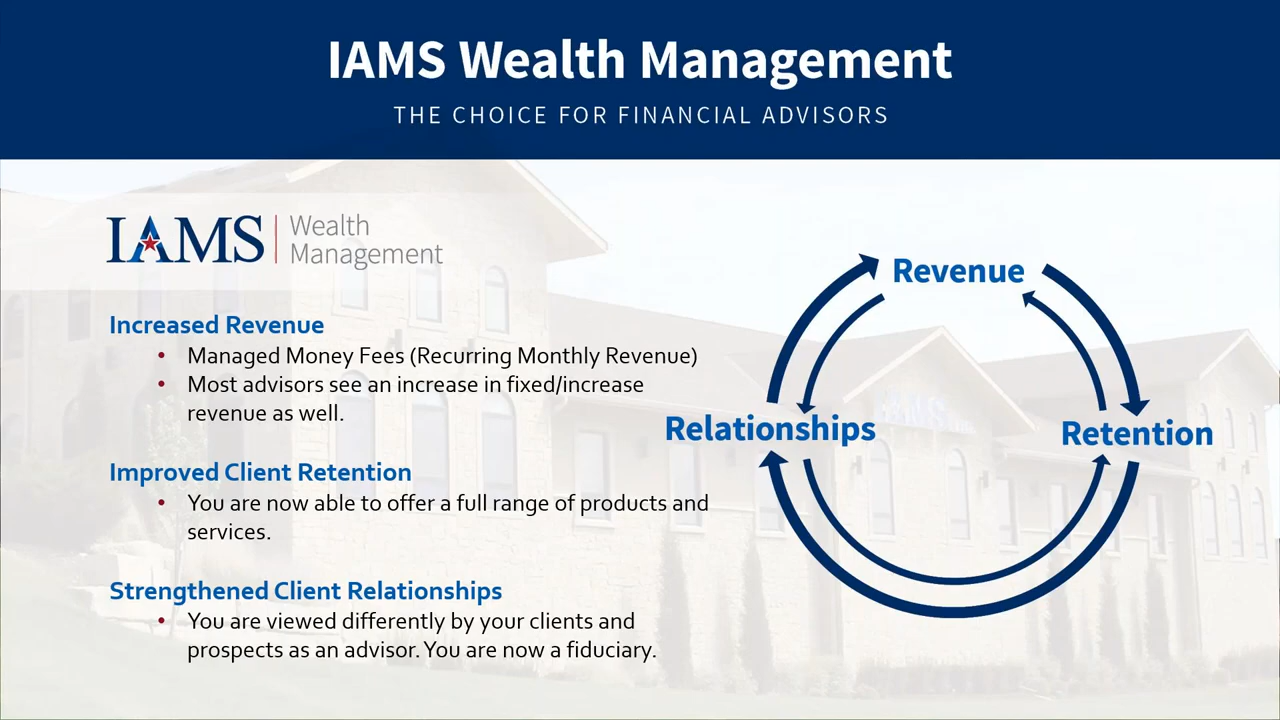 IAMS Wealth Management
THE CHOICE FOR FINANCIAL ADVISORS
IAMS Wealth
Management
Increased Revenue
• Managed Money Fees (Recurring Monthly Revenue)
• Most advisors see an increase in fixed/increase
revenue as well.
Improved Client Retention
• You are now able to offer a full range of products and
services.
Strengthened Client Relationships
• You are viewed differently by your clients and
prospects as an advisor. You are now a fiduciary.
Revenue
Relationships
Retention
IAMS